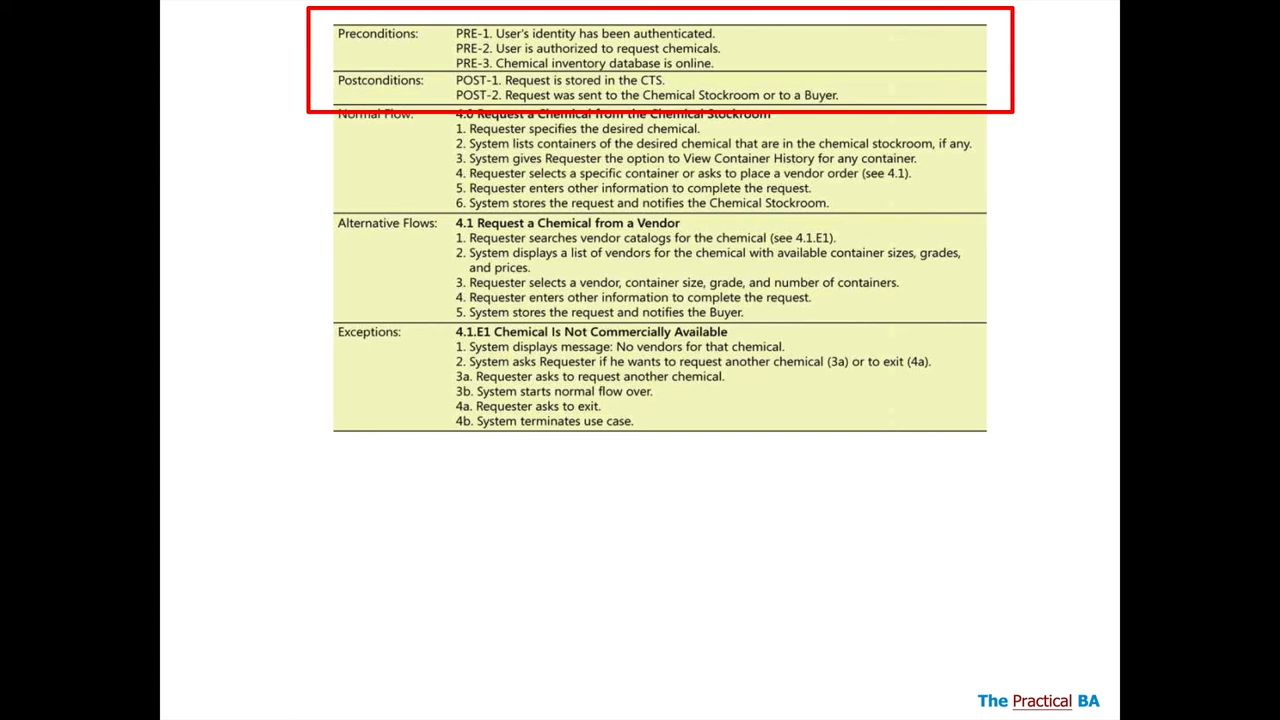 Preconditions: PRE-1. User's identity has been authenticated.
PRE-2. User is authorized to request chemicals.
PRE-3. Chemical inventory database is online.
Postconditions: POST-1. Request is stored in the CTS.
POST-2. Request was sent to the Chemical Stockroom or to a Buyer.
Normal Flow: 4.0 Request a Chemical from the Chemical Stockroom
1. Requester specifies the desired chemical.
2. System lists containers of the desired chemical that are in the chemical stockroom, if any.
3. System gives Requester the option to View Container History for any container.
4. Requester selects a specific container or asks to place a vendor order (see 4.1).
5. Requester enters other information to complete the request.
6. System stores the request and notifies the Chemical Stockroom.
Alternative Flows: 4.1 Request a Chemical from a Vendor
1. Requester searches vendor catalogs for the chemical (see 4.1.E1).
2. System displays a list of vendors for the chemical with available container sizes, grades,
and prices.
3. Requester selects a vendor, container size, grade, and number of containers.
4. Requester enters other information to complete the request.
5. System stores the request and notifies the Buyer.
Exceptions: 4.1.E1 Chemical Is Not Commercially Available
1. System displays message: No vendors for that chemical.
2. System asks Requester if he wants to request another chemical (3a) or to exit (4a).
3a. Requester asks to request another chemical.
3b. System starts normal flow over.
4a. Requester asks to exit.
4b. System terminates use case.
The Practical BA